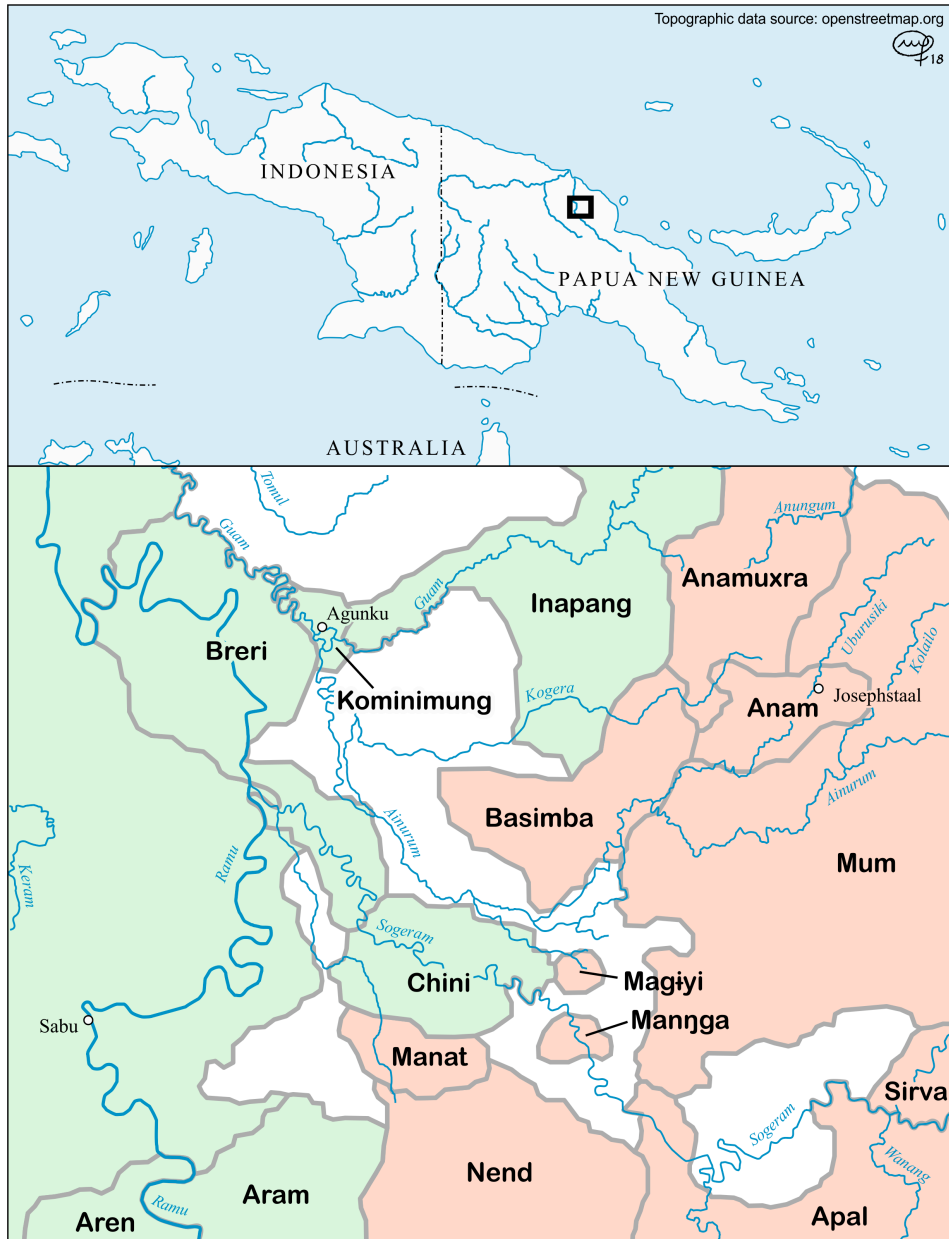 Topographic data source: openstreetmap.org
18
INDONESIA
PAPUA NEW GUINEA
AUSTRALIA
Tomul
Guam
Anungum
Anamuxra
Guam
Inapang
Agunku
Uburusiki
Kolailo
Breri
Kominimung
Kogera
Josephstaal
Anam
Ainurum
Basimba
Ainurum
Ramu
Mum
Keram
Sogeram
Chini
Magɨyi
Sabu
Manŋga
Manat
Sirva
Sogeram
Wanang
Nend
Aram
Ramu
Aren
Apal